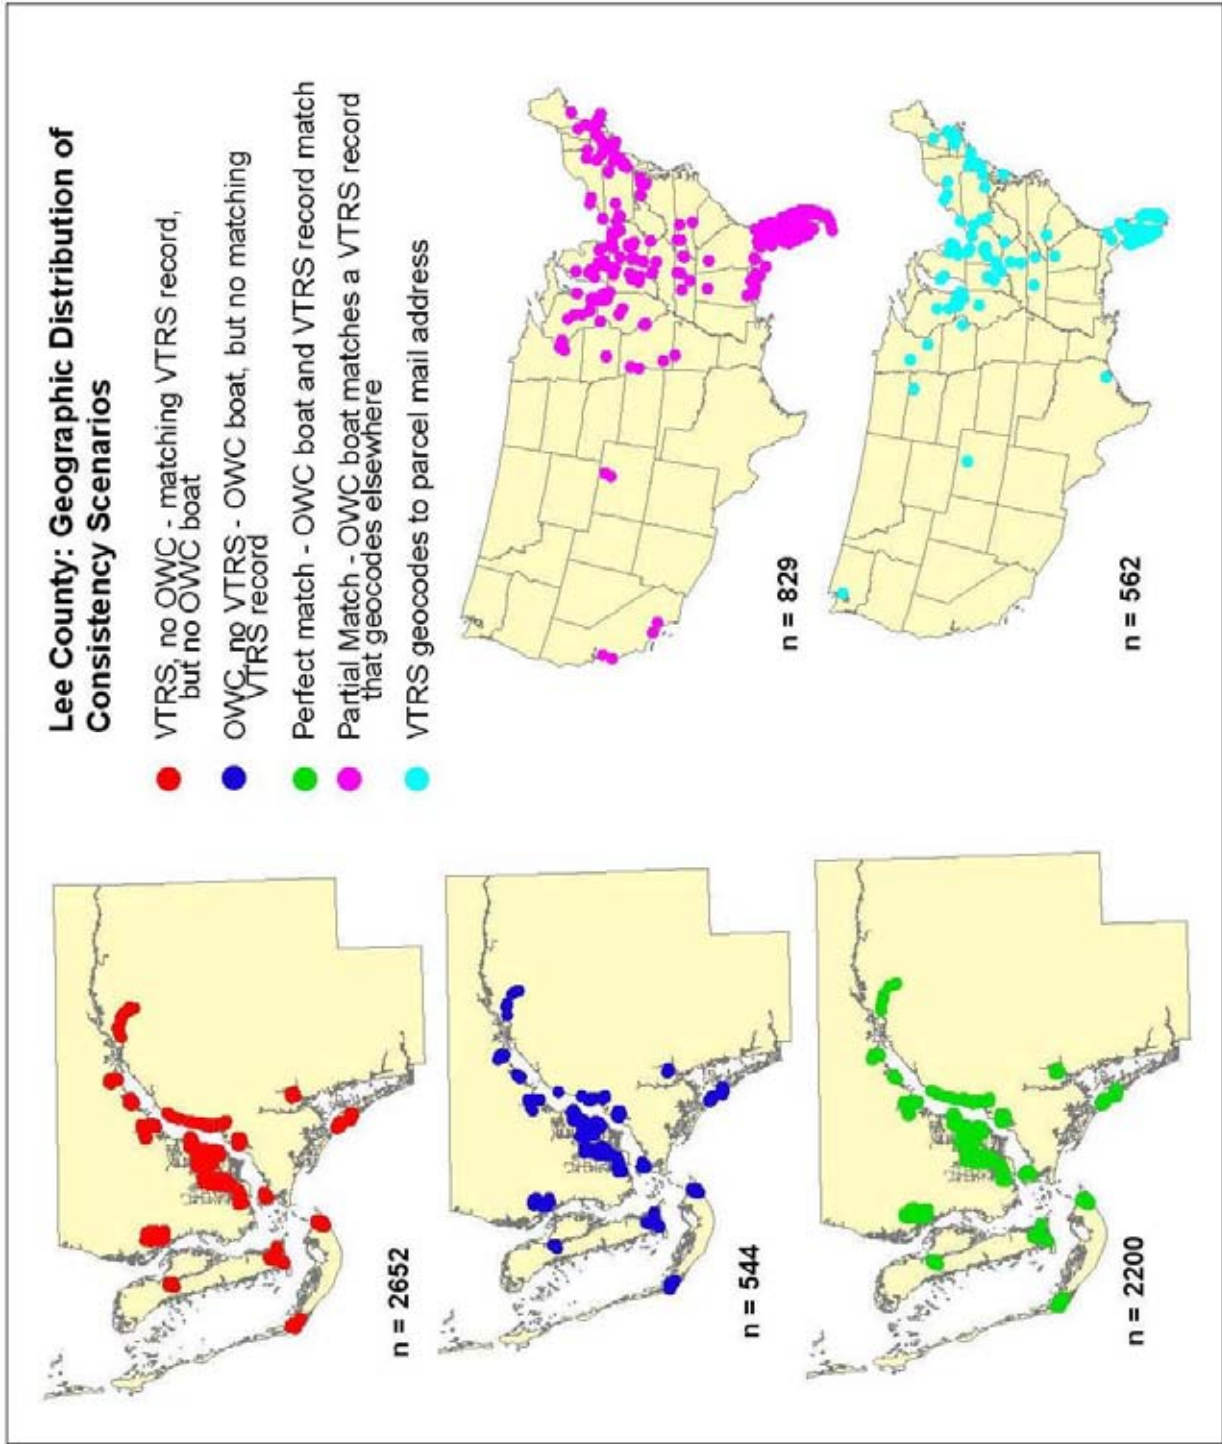 Lee County: Geographic Distribution of
Consistency Scenarios
VTRS, no OWC - matching VTRS record,
but no OWC boat
OWC, no VTRS - OWC boat, but no matching
VTRS record
Perfect match - OWC boat and VTRS record match
Partial Match - OWC boat matches a VTRS record
that geocodes elsewhere
VTRS geocodes to parcel mail address
n = 2652
n = 544
n = 2200
n = 829
n = 562